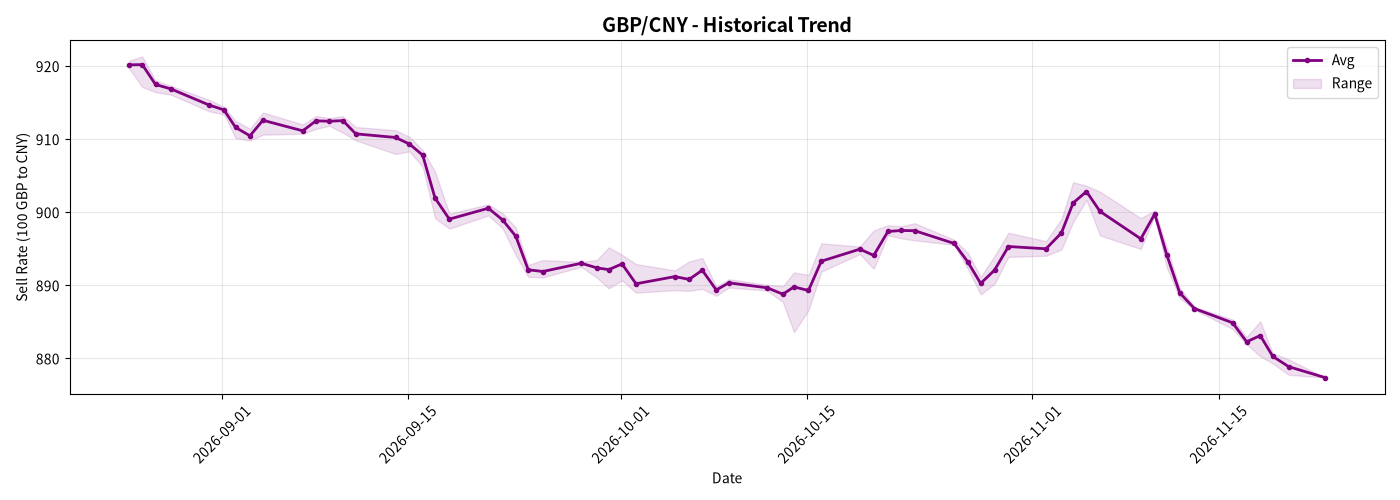 GBP/CNY - Historical Trend
Sell Rate (100 GBP to CNY)
920
910
900
890
880
Avg
Range
2026-09-01
2026-09-15
2026-10-01
2026-10-15
2026-11-01
2026-11-15
Date